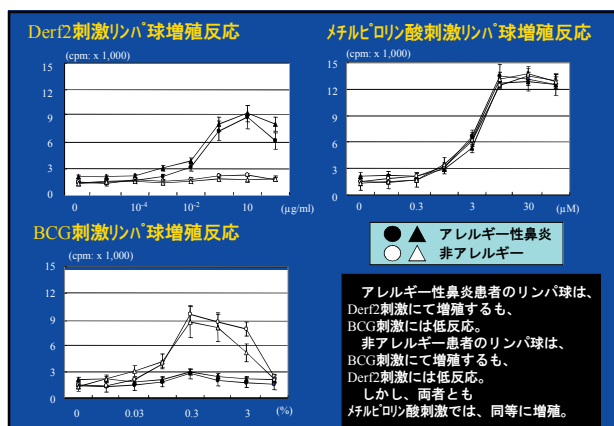 Derf2刺激リンパ球増殖反応
(cpm: x 1,000)
15
12
9
6
3
0
0 10-4 10-2 10 (µg/ml)
メチルピロリン酸刺激リンパ球増殖反応
(cpm: x 1,000)
15
12
9
6
3
0
0 3 30 (µM)
BCG刺激リンパ球増殖反応
(cpm: x 1,000)
15
12
9
6
3
0
0 0.03 0.3 3 (%)
アレルギー性鼻炎
非アレルギー
アレルギー性鼻炎患者のリンパ球は、
Derf2刺激にて増殖するも、
BCG刺激には低反応。
非アレルギー患者のリンパ球は、
BCG刺激にて増殖するも、
Derf2刺激には低反応。
しかし、両者とも
メチルピロリン酸刺激では、同等に増殖。